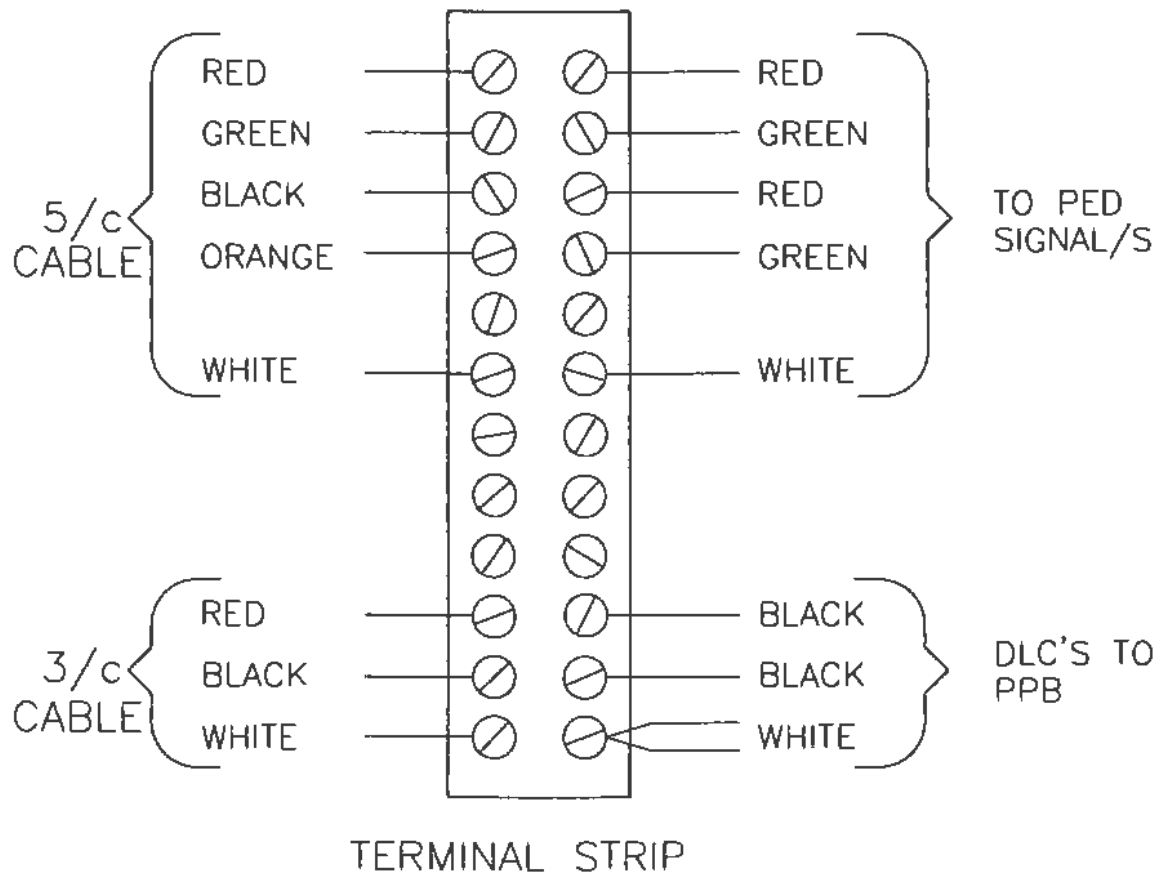 5/c
CABLE
RED
GREEN
BLACK
ORANGE
WHITE
RED
GREEN
RED
GREEN
WHITE
TO PED
SIGNAL/S
3/c
CABLE
RED
BLACK
WHITE
BLACK
BLACK
WHITE
DLC'S TO
PPB
TERMINAL STRIP